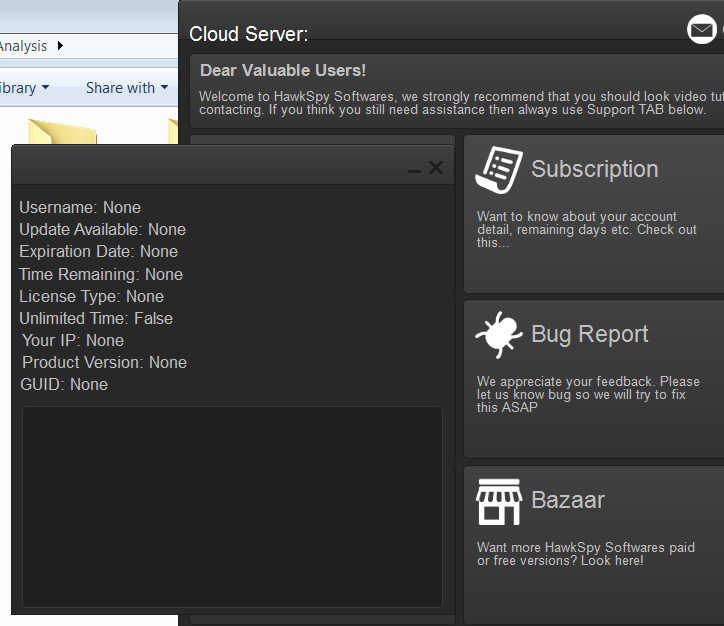 Analysis
Share with
Cloud Server:
Dear Valuable Users!
Welcome to HawkSpy Softwares, we strongly recommend that you should look video
contacting. If you think you still need assistance then always use Support TAB below.
Username: None
Update Available: None
Expiration Date: None
Time Remaining: None
License Type: None
Unlimited Time: False
Your IP: None
Product Version: None
GUID: None
Subscription
Want to know about your account
detail, remaining days etc. Check out
this...
Bug Report
We appreciate your feedback. Please
let us know bug so we will try to fix
this ASAP
Bazaar
Want more HawkSpy Softwares paid
or free versions? Look here!